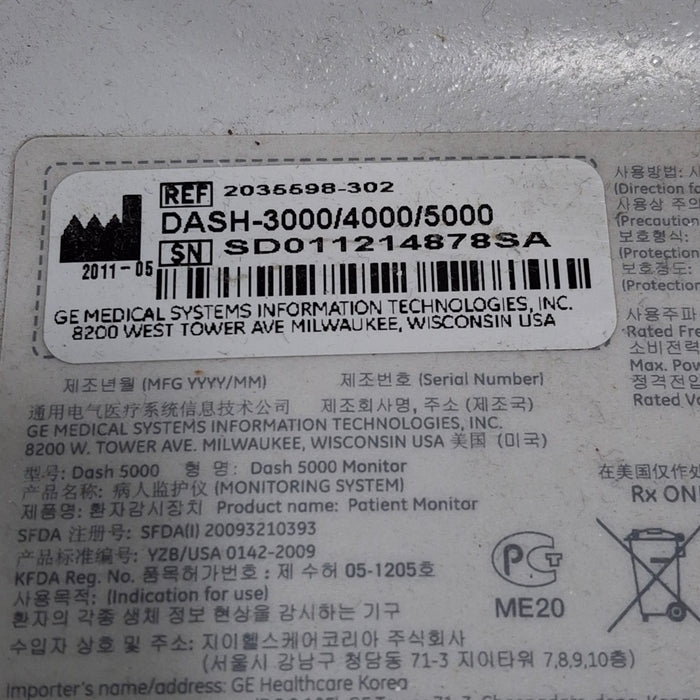 REF 2035598-302
DASH-3000/4000/5000
SN SD011214878SA
2011-05
GE MEDICAL SYSTEMS INFORMATION TECHNOLOGIES, INC.
8200 WEST TOWER AVE MILWAUKEE, WISCONSIN USA
제조년월 (MFG YYYY/MM) 제조번호 (Serial Number)
通用电气医疗系统信息技术公司 제조회사명, 주소 (제조국)
GE MEDICAL SYSTEMS INFORMATION TECHNOLOGIES, INC.
8200 W. TOWER AVE. MILWAUKEE, WISCONSIN USA 美国 (미국)
型号: Dash 5000 형 명: Dash 5000 Monitor
产品名称: 病人监护仪 (MONITORING SYSTEM)
제품명: 환자감시장치 Product name: Patient Monitor
SFDA 注册号: SFDA(I) 20093210393
产品标准编号: YZB/USA 0142-2009
KFDA Reg. No. 품목허가번호: 제 수허 05-1205호
사용목적: (Indication for use)
환자의 각종 생체 정보 현상을 감시하는 기구
수입자 상호 및 주소: 지이헬스케어코리아 주식회사
(서울시 강남구 청담동 71-3 지이타워 7,8,9,10층)
Importer's name/address: GE Healthcare Korea
사용방법:
(Direction
사용상 주의
(Precaution
보호형식:
(Protection
보호정도:
(Protection
사용주파
Rated
소비전력
Max.
정격전압
Rated
在美国仅作处
Rx
PCT
ME20